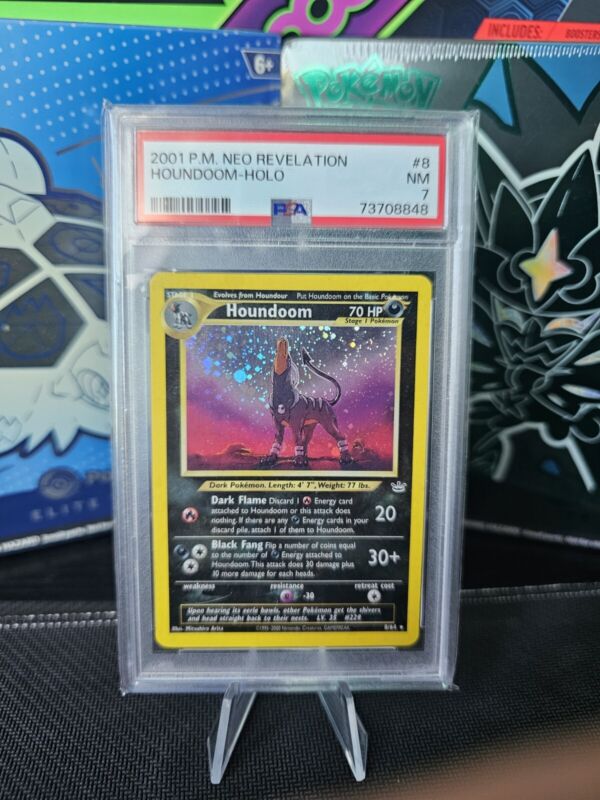 INCLUDES: BOOSTERS
6+
POKÉMON
2001 P.M. NEO REVELATION #8
HOUNDOOM-HOLO NM
7
PSA 73708848
STAGE 1 Evolves from Houndour Put Houndoom on the Basic Pokémon
Houndoom 70 HP
Stage 1 Pokémon
Dark Pokémon. Length: 4' 7", Weight: 77 lbs.
Dark Flame Discard 1 Energy card
attached to Houndoom or this attack does
nothing. If there are any Energy cards in your
discard pile, attach 1 of them to Houndoom.
20
Black Fang Flip a number of coins equal
to the number of Energy attached to
Houndoom. This attack does 30 damage plus
10 more damage for each heads.
30+
weakness resistance retreat cost
-30
Upon hearing its eerie howls, other Pokémon get the shivers
and head straight back to their nests. LV. 35 #228
Illus. Mitsuhiro Arita ©1995-2000 Nintendo, Creatures, GAMEFREAK. 8/64
ELITE